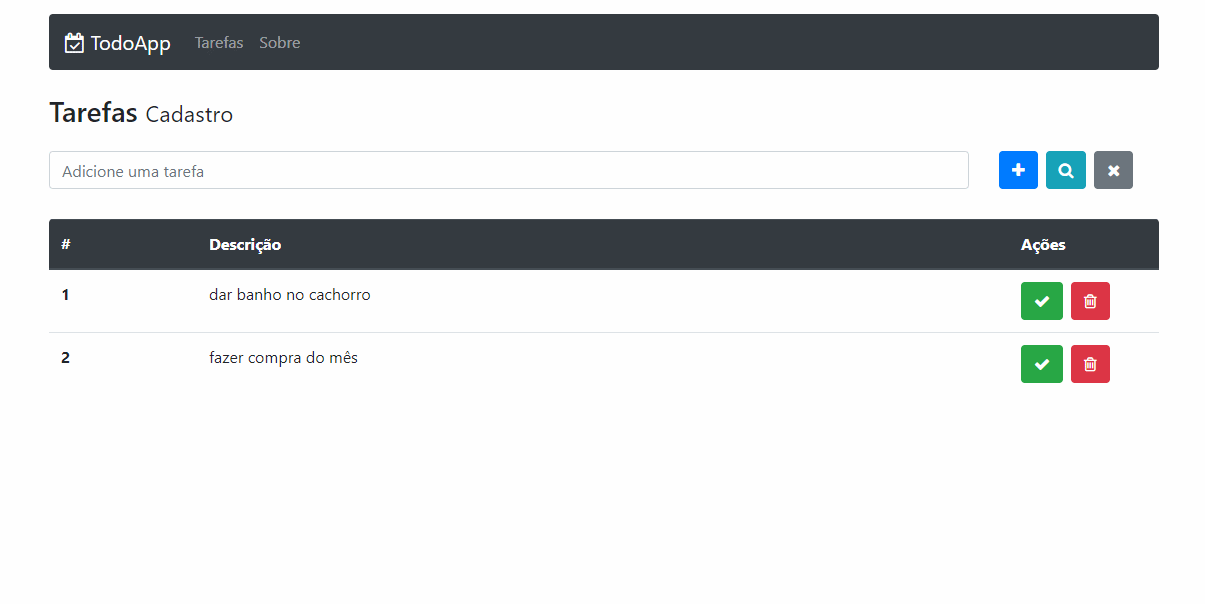 TodoApp Tarefas Sobre
Tarefas Cadastro
Adicione uma tarefa
# Descrição Ações
1 dar banho no cachorro
2 fazer compra do mês